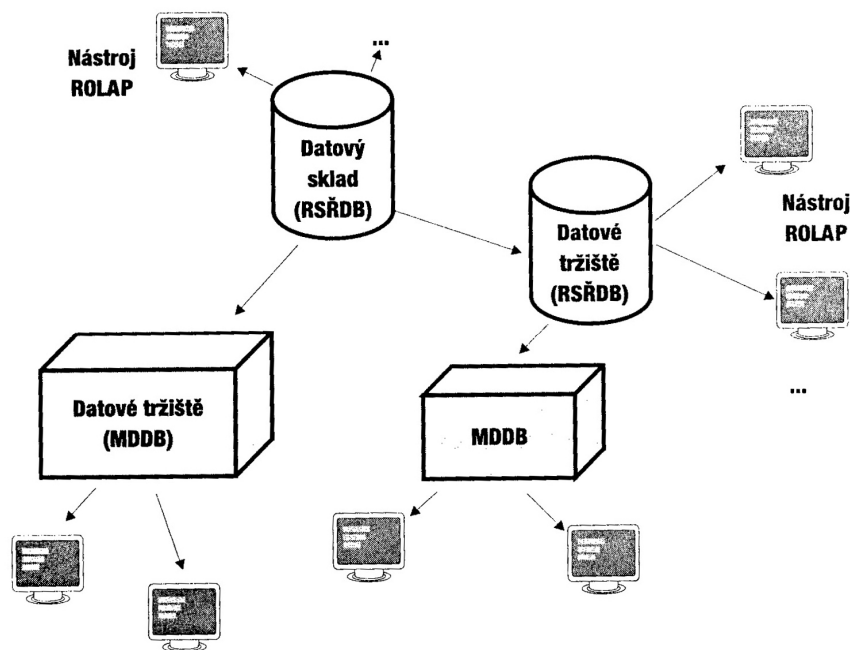 Nástroj
ROLAP
...
Datový
sklad
(RSŘDB)
Datové
tržiště
(RSŘDB)
Nástroj
ROLAP
...
Datové tržiště
(MDDB)
MDDB